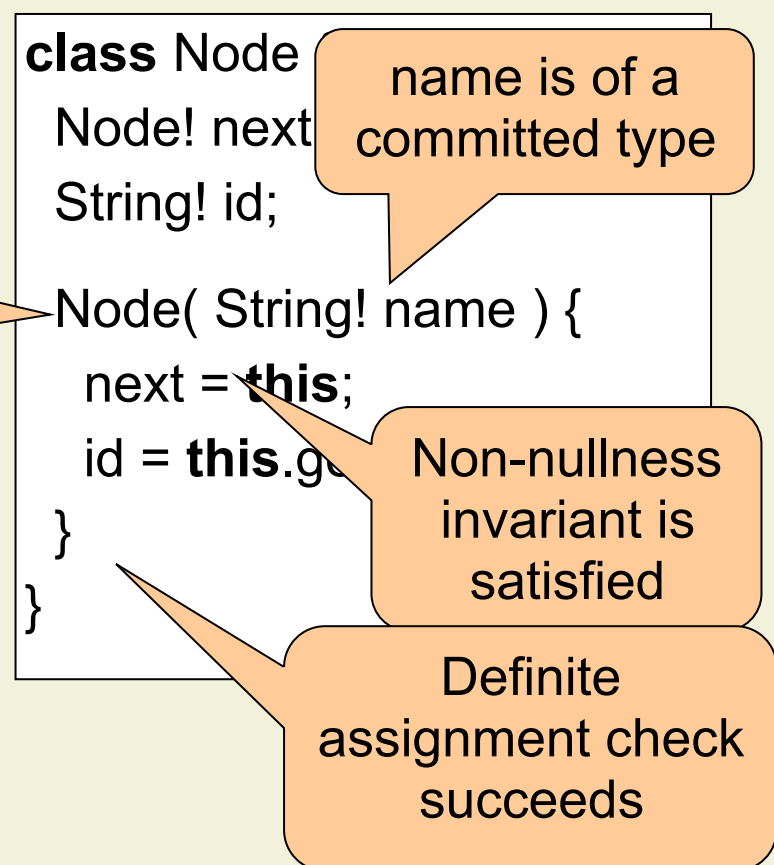 class Node
Node! next
String! id;
Node( String! name ) {
next = this;
id = this.
}
}
name is of a
committed type
Non-nullness
invariant is
satisfied
Definite
assignment check
succeeds